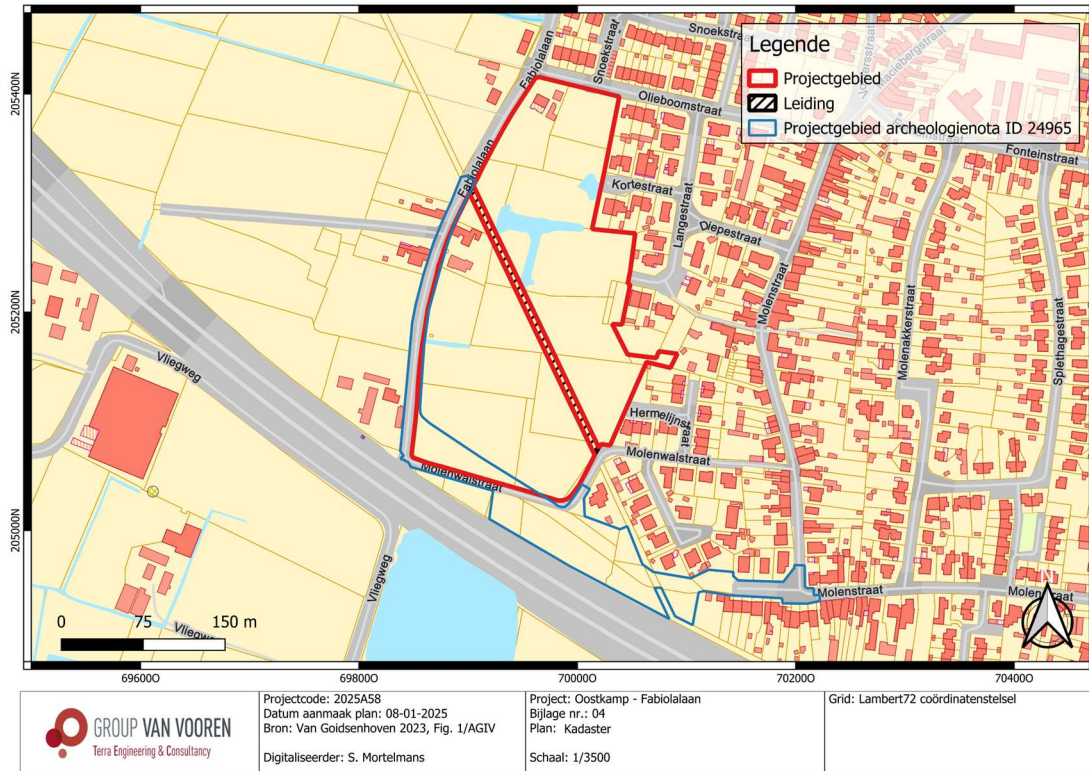 Legende
Projectgebied
Leiding
Projectgebied archeologienota ID 24965
Snoekstraat
Snoekstraat
Fabiolalaan
Olieboomstraat
Maciebergstraat
Fonteinstraat
205400N
Kortestraat
Langestraat
Diepestraat
Fabiolalaan
Molenstraat
Molenakkerstraat
Spliethagestraat
205200N
Vliegweg
Hermelijnstraat
Molenwalstraat
Molenwalstraat
205000N
Vliegweg
Molenstraat
Molenstraat
0 75 150 m
Vliegweg
N
696000 698000 700000 702000 704000
GROUP VAN VOOREN
Terra Engineering & Consultancy
Projectcode: 2025A58
Datum aanmaak plan: 08-01-2025
Bron: Van Goidsenhoven 2023, Fig. 1/AGIV
Digitaliseerder: S. Mortelmans
Project: Oostkamp - Fabiolalaan
Bijlage nr.: 04
Plan: Kadaster
Schaal: 1/3500
Grid: Lambert72 coördinatenstelsel